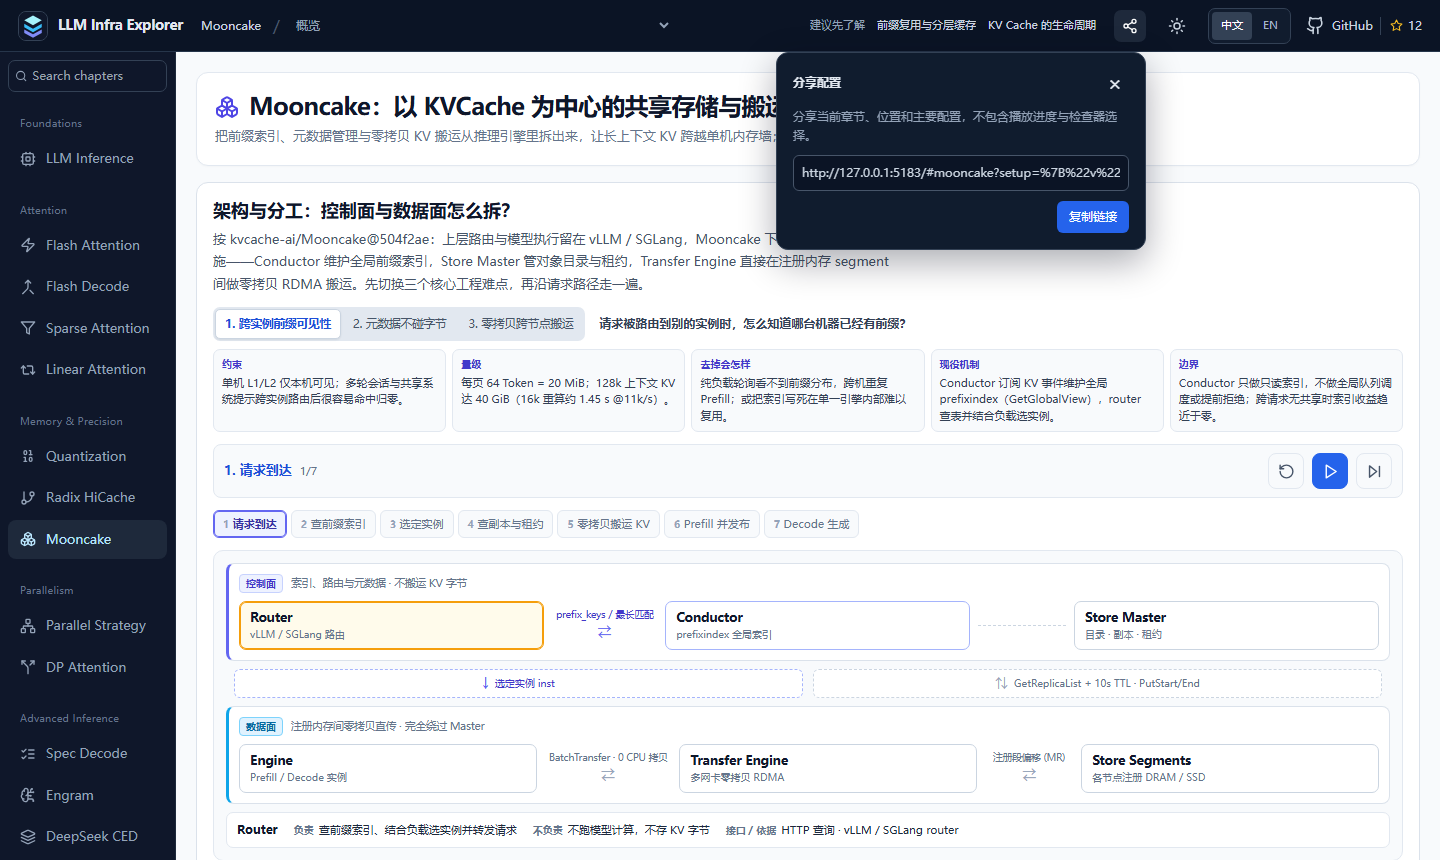 LLM Infra Explorer
Mooncake / 概览
建议先了解 前缀复用与分层缓存 KV Cache 的生命周期
中文 EN
GitHub
12
Search chapters
Foundations
LLM Inference
Attention
Flash Attention
Flash Decode
Sparse Attention
Linear Attention
Memory & Precision
Quantization
Radix HiCache
Mooncake
Parallelism
Parallel Strategy
DP Attention
Advanced Inference
Spec Decode
Engram
DeepSeek CED
分享配置
分享当前章节、位置和主要配置，不包含播放进度与检查器选
择。
http://127.0.0.1:5183/#mooncake?setup=%7B%22v%22
复制链接
Mooncake：以 KVCache 为中心的共享存储与搬运
把前缀索引、元数据管理与零拷贝 KV 搬运从推理引擎里拆出来，让长上下文 KV 跨越单机内存墙；
架构与分工：控制面与数据面怎么拆？
按 kvcache-ai/Mooncake@504f2ae：上层路由与模型执行留在 vLLM / SGLang，Mooncake 下
施——Conductor 维护全局前缀索引，Store Master 管对象目录与租约，Transfer Engine 直接在注册内存 segment
间做零拷贝 RDMA 搬运。先切换三个核心工程难点，再沿请求路径走一遍。
1. 跨实例前缀可见性 2. 元数据不碰字节 3. 零拷贝跨节点搬运 请求被路由到别的实例时，怎么知道哪台机器已经有前缀？
约束
单机 L1/L2 仅本机可见；多轮会话与共享系
统提示跨实例路由后很容易命中归零。
量级
每页 64 Token = 20 MiB；128k 上下文 KV
达 40 GiB（16k 重算约 1.45 s @11k/s）。
去掉会怎样
纯负载轮询看不到前缀分布，跨机重复
Prefill；或把索引写死在单一引擎内部难以
复用。
现役机制
Conductor 订阅 KV 事件维护全局
prefixindex（GetGlobalView），router
查表并结合负载选实例。
边界
Conductor 只做只读索引，不做全局队列调
度或提前拒绝；跨请求无共享时索引收益趋
近于零。
1. 请求到达 1/7
1 请求到达 2 查前缀索引 3 选定实例 4 查副本与租约 5 零拷贝搬运 KV 6 Prefill 并发布 7 Decode 生成
控制面 索引、路由与元数据 · 不搬运 KV 字节
Router
vLLM / SGLang 路由
prefix_keys / 最长匹配
Conductor
prefixindex 全局索引
Store Master
目录 · 副本 · 租约
↓ 选定实例 inst
GetReplicaList + 10s TTL · PutStart/End
数据面 注册内存间零拷贝直传 · 完全绕过 Master
Engine
Prefill / Decode 实例
BatchTransfer · 0 CPU 拷贝
Transfer Engine
多网卡零拷贝 RDMA
注册段偏移 (MR)
Store Segments
各节点注册 DRAM / SSD
Router 负责 查前缀索引、结合负载选实例并转发请求 不负责 不跑模型计算，不存 KV 字节 接口 / 依据 HTTP 查询 · vLLM / SGLang router